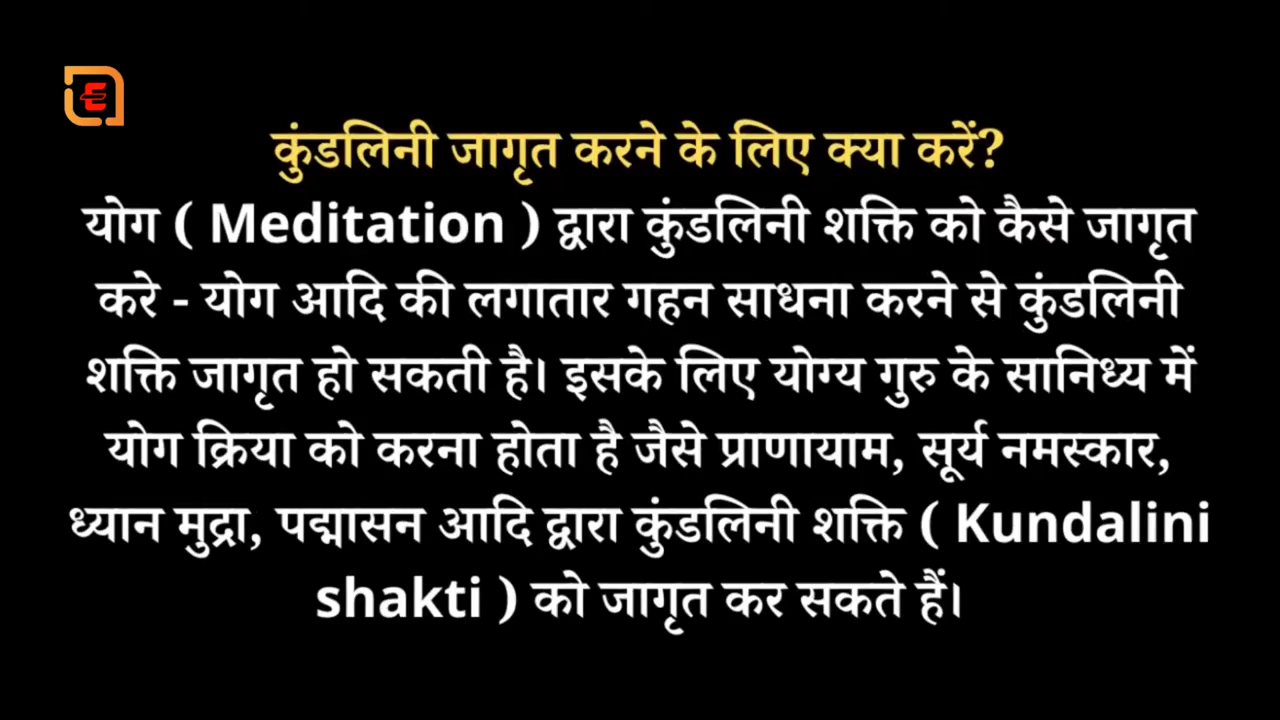 E
कुंडलिनी जागृत करने के लिए क्या करें?
योग ( Meditation ) द्वारा कुंडलिनी शक्ति को कैसे जागृत
करे - योग आदि की लगातार गहन साधना करने से कुंडलिनी
शक्ति जागृत हो सकती है। इसके लिए योग्य गुरु के सानिध्य में
योग क्रिया को करना होता है जैसे प्राणायाम, सूर्य नमस्कार,
ध्यान मुद्रा, पद्मासन आदि द्वारा कुंडलिनी शक्ति ( Kundalini
shakti ) को जागृत कर सकते हैं।